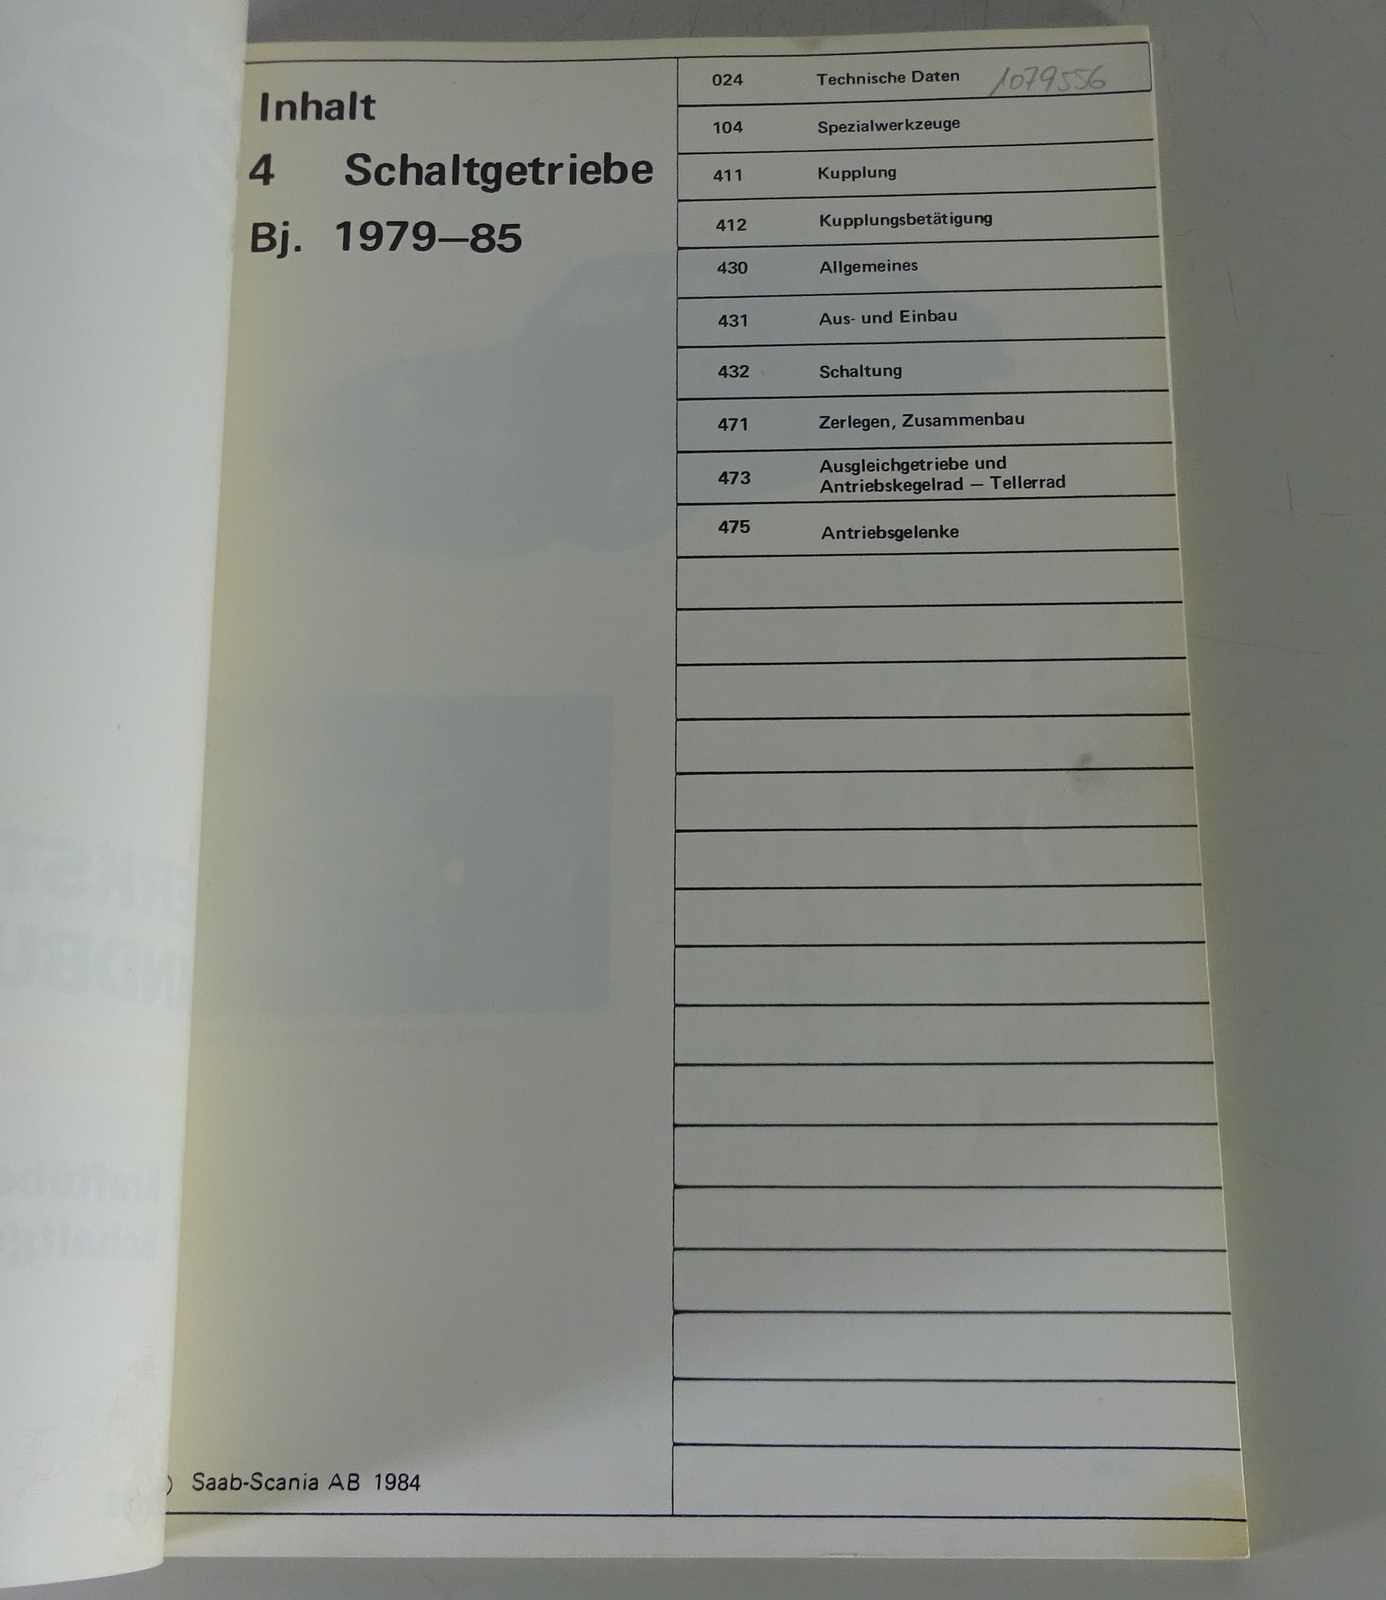 Inhalt
4 Schaltgetriebe
Bj. 1979–85
024 Technische Daten 1079556
104 Spezialwerkzeuge
411 Kupplung
412 Kupplungsbetätigung
430 Allgemeines
431 Aus- und Einbau
432 Schaltung
471 Zerlegen, Zusammenbau
473 Ausgleichgetriebe und
Antriebskegelrad – Tellerrad
475 Antriebsgelenke
) Saab-Scania AB 1984